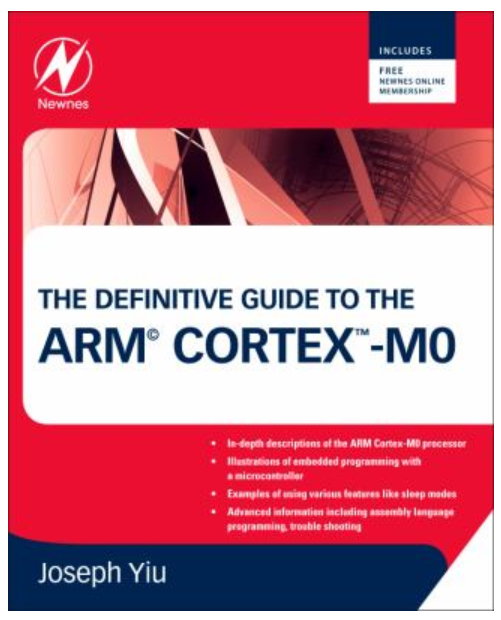 Newnes
INCLUDES
FREE
NEWNES ONLINE
MEMBERSHIP
THE DEFINITIVE GUIDE TO THE
ARM© CORTEX™-M0
• In-depth descriptions of the ARM Cortex-M0 processor
• Illustrations of embedded programming with
a microcontroller
• Examples of using various features like sleep modes
• Advanced information including assembly language
programming, trouble shooting
Joseph Yiu